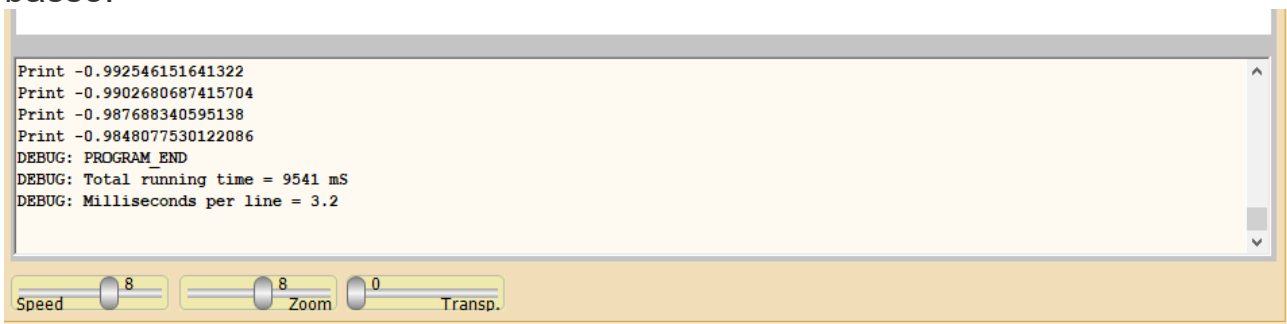 Print -0.992546151641322
Print -0.9902680687415704
Print -0.987688340595138
Print -0.9848077530122086
DEBUG: PROGRAM_END
DEBUG: Total running time = 9541 mS
DEBUG: Milliseconds per line = 3.2
8 8 0
Speed Zoom Transp.